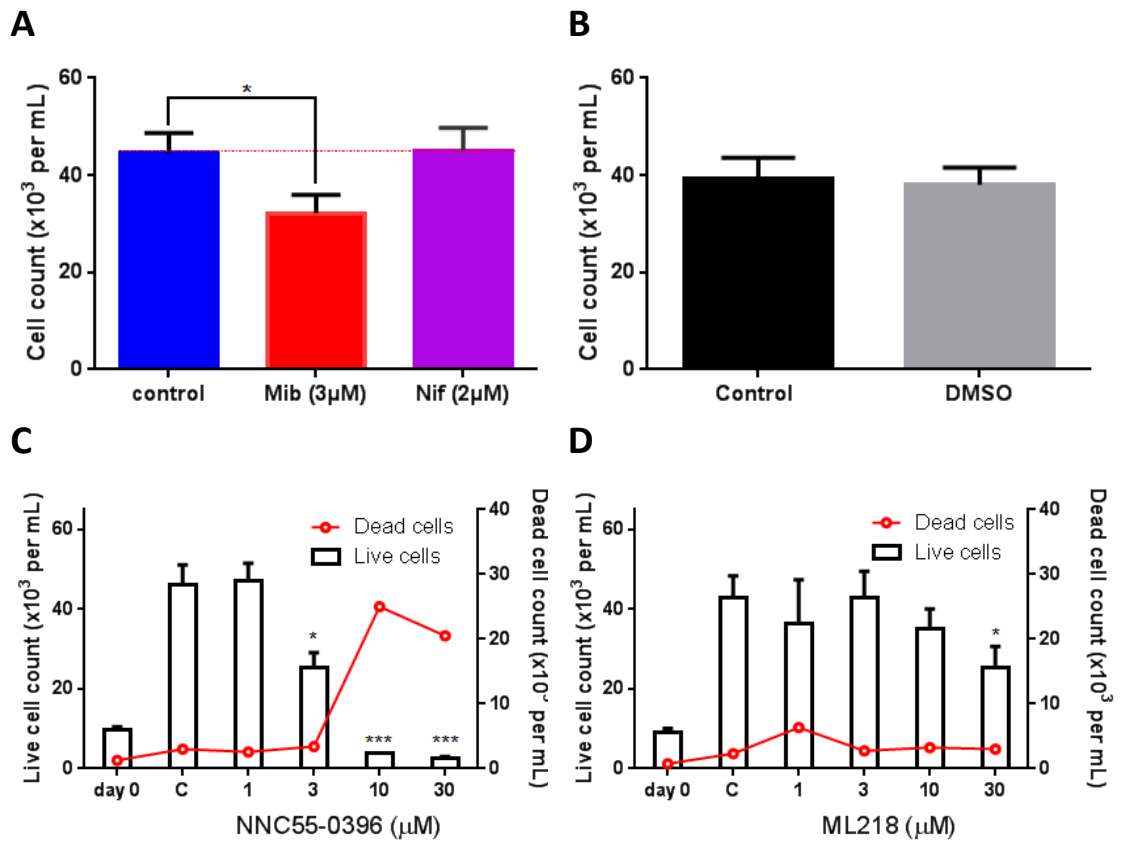 A
B
Cell count (x10³ per mL)
60
40
20
0
*
control
Mib (3µM)
Nif (2µM)
Cell count (x10³ per mL)
60
40
20
0
Control
DMSO
C
D
Live cell count (x10³ per mL)
60
40
20
0
Dead cells
Live cells
*
***
***
40
30
20
10
0
Dead cell count (x10³ per mL)
day 0
C
1
3
10
30
NNC55-0396 (µM)
Live cell count (x10³ per mL)
60
40
20
0
Dead cells
Live cells
*
40
30
20
10
0
Dead cell count (x10³ per mL)
day 0
C
1
3
10
30
ML218 (µM)